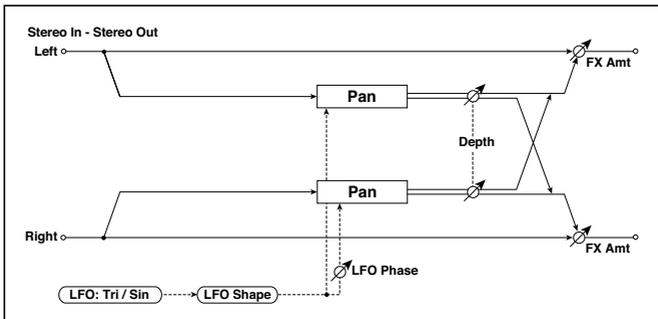 Stereo In - Stereo Out
Left
FX Amt
Pan
Depth
Pan
Right
FX Amt
LFO Phase
LFO: Tri / Sin
LFO Shape